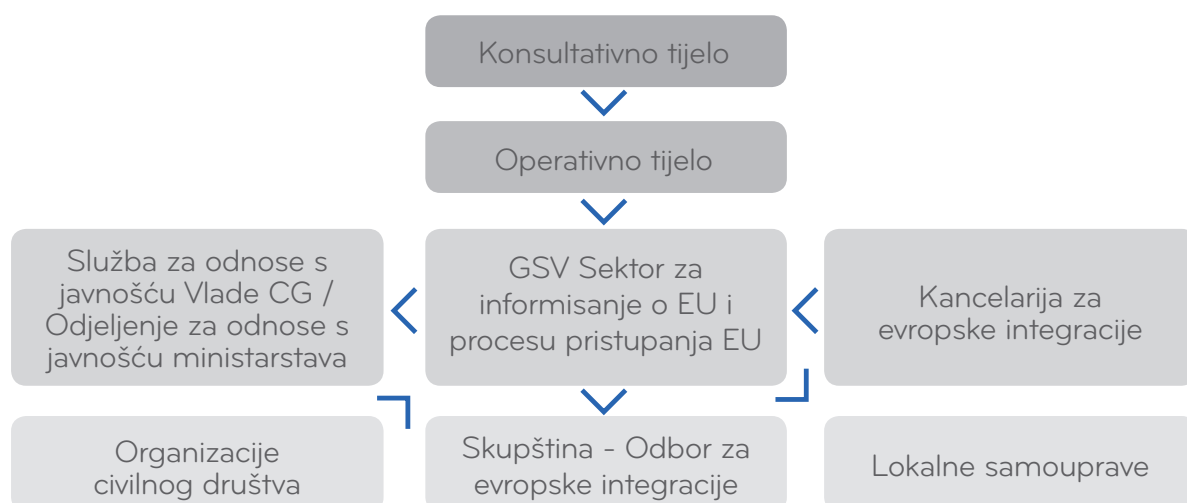 Konsultativno tijelo
Operativno tijelo
Služba za odnose s
javnošću Vlade CG /
Odjeljenje za odnose s
javnošću ministarstava
GSV Sektor za
informisanje o EU i
procesu pristupanja EU
Kancelarija za
evropske integracije
Organizacije
civilnog društva
Skupština - Odbor za
evropske integracije
Lokalne samouprave